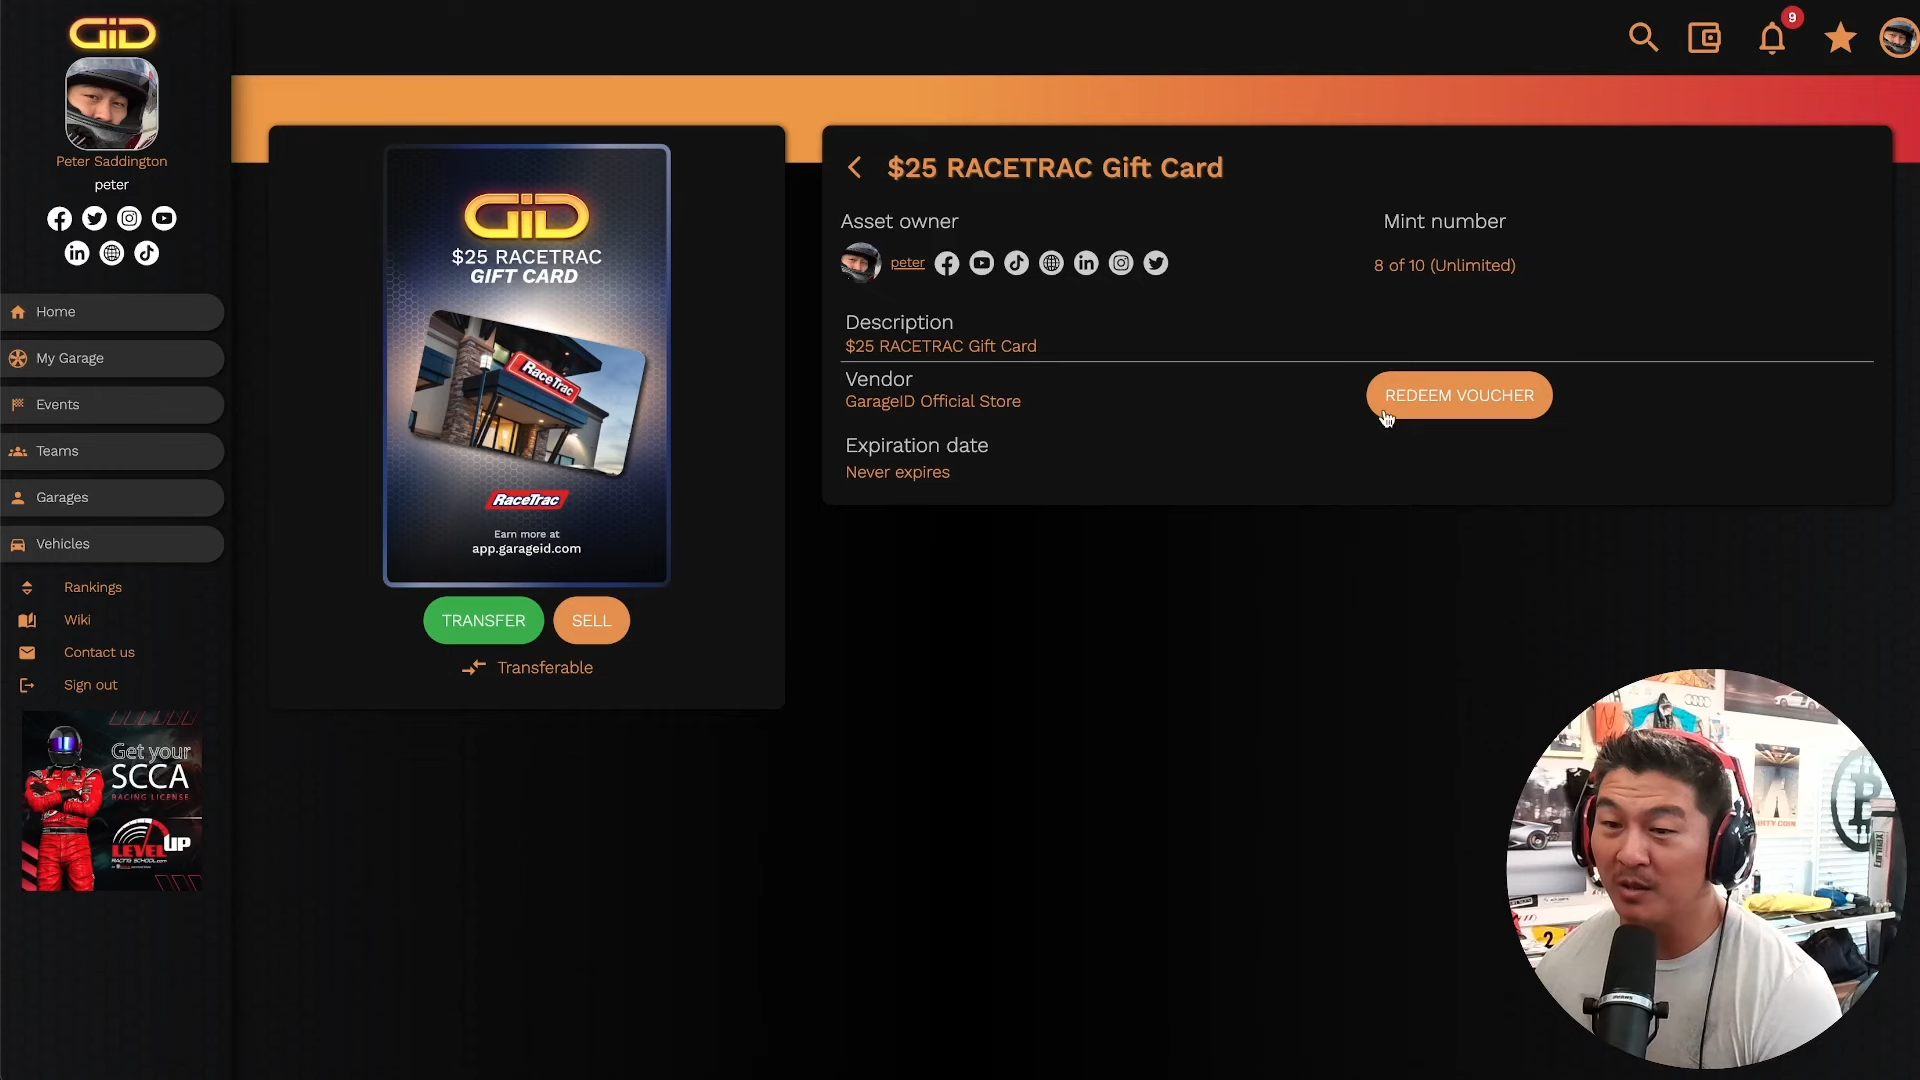 GiD
Peter Saddington
peter
Home
My Garage
Events
Teams
Garages
Vehicles
Rankings
Wiki
Contact us
Sign out
Get your
SCCA
RACING LICENSE
LEVEL UP
9
GiD
$25 RACETRAC
GIFT CARD
RaceTrac
RaceTrac
Earn more at
app.garageid.com
TRANSFER
SELL
Transferable
$25 RACETRAC Gift Card
Asset owner
peter
Mint number
8 of 10 (Unlimited)
Description
$25 RACETRAC Gift Card
Vendor
GarageID Official Store
REDEEM VOUCHER
Expiration date
Never expires
2